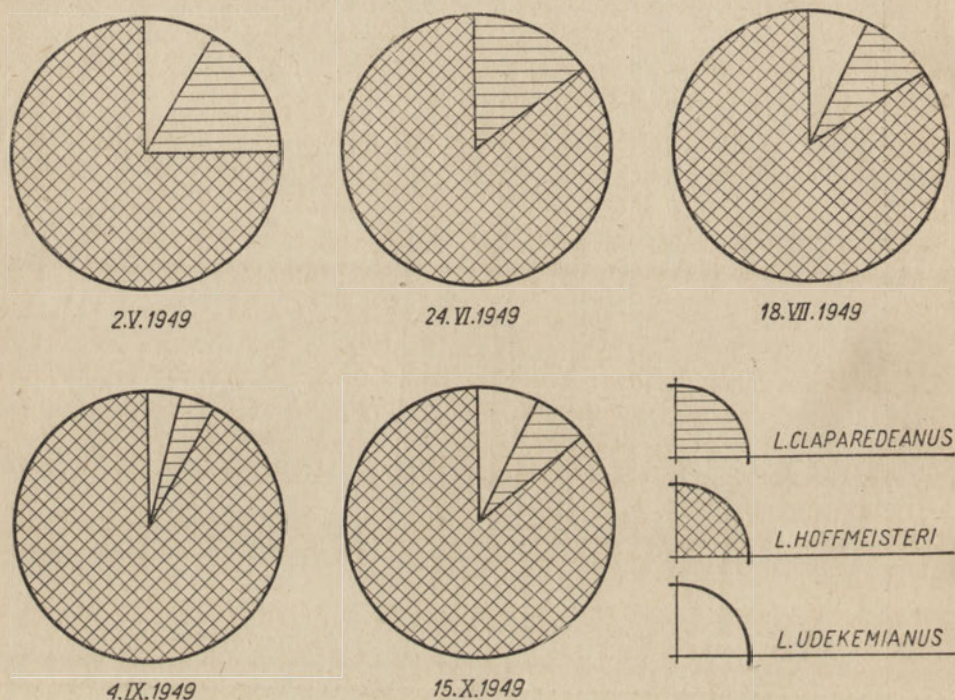 2.V.1949
24.VI.1949
18.VII.1949
4.IX.1949
15.X.1949
L.CLAPAREDEANUS
L.HOFFMEISTERI
L.UDEKEMIANUS